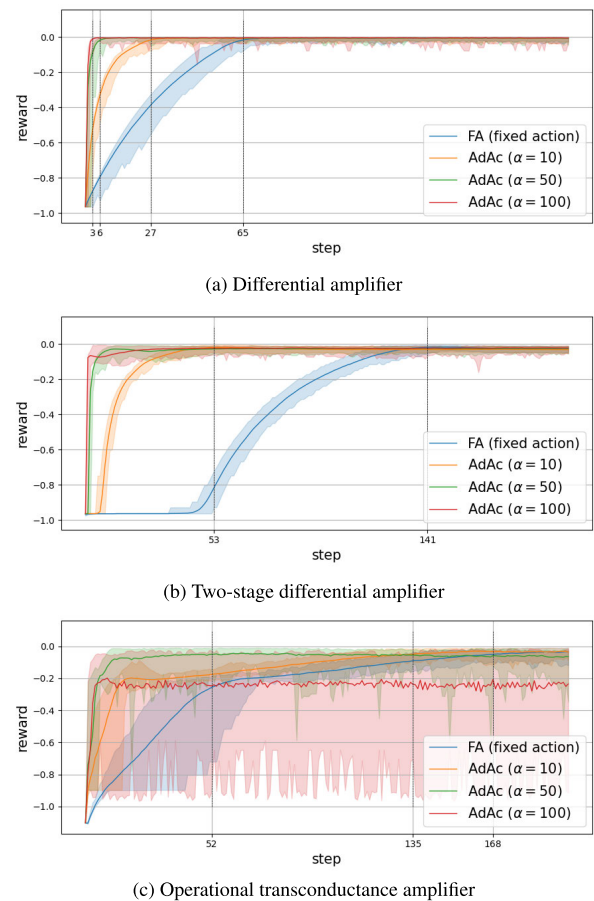 0.0
−0.2
−0.4
−0.6
−0.8
−1.0
reward
FA (fixed action)
AdAc (α = 10)
AdAc (α = 50)
AdAc (α = 100)
3 6 27 65
step
(a) Differential amplifier
0.0
−0.2
−0.4
−0.6
−0.8
−1.0
reward
FA (fixed action)
AdAc (α = 10)
AdAc (α = 50)
AdAc (α = 100)
53 141
step
(b) Two-stage differential amplifier
0.0
−0.2
−0.4
−0.6
−0.8
−1.0
reward
FA (fixed action)
AdAc (α = 10)
AdAc (α = 50)
AdAc (α = 100)
52 135 168
step
(c) Operational transconductance amplifier